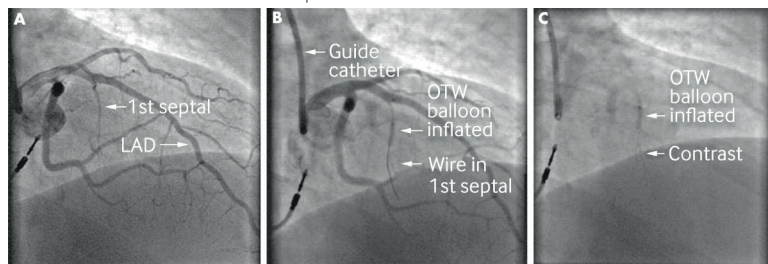 A
1st septal
LAD
B
Guide
catheter
OTW
balloon
inflated
Wire in
1st septal
C
OTW
balloon
inflated
Contrast